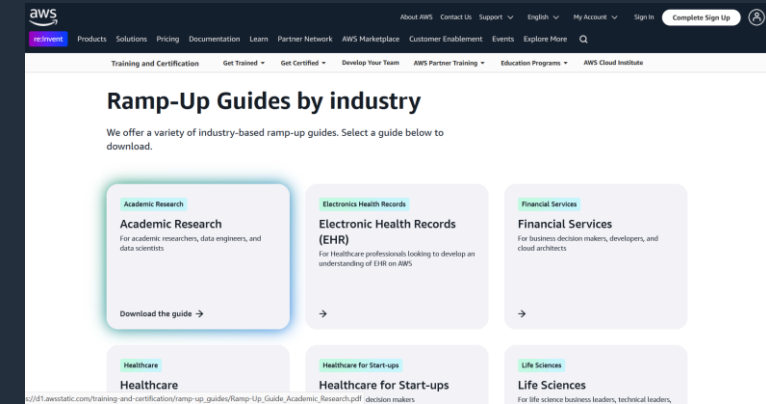 aws
About AWS Contact Us Support English My Account Sign In Complete Sign Up
re:Invent Products Solutions Pricing Documentation Learn Partner Network AWS Marketplace Customer Enablement Events Explore More
Training and Certification Get Trained Get Certified Develop Your Team AWS Partner Training Education Programs AWS Cloud Institute
Ramp-Up Guides by industry
We offer a variety of industry-based ramp-up guides. Select a guide below to
download.
Academic Research
Academic Research
For academic researchers, data engineers, and
data scientists
Download the guide →
Electronics Health Records
Electronic Health Records
(EHR)
For Healthcare professionals looking to develop an
understanding of EHR on AWS
→
Financial Services
Financial Services
For business decision makers, developers, and
cloud architects
→
Healthcare
Healthcare
Healthcare for Start-ups
Healthcare for Start-ups
decision makers
Life Sciences
Life Sciences
For life science business leaders, technical leaders,
s://d1.awsstatic.com/training-and-certification/ramp-up_guides/Ramp-Up_Guide_Academic_Research.pdf